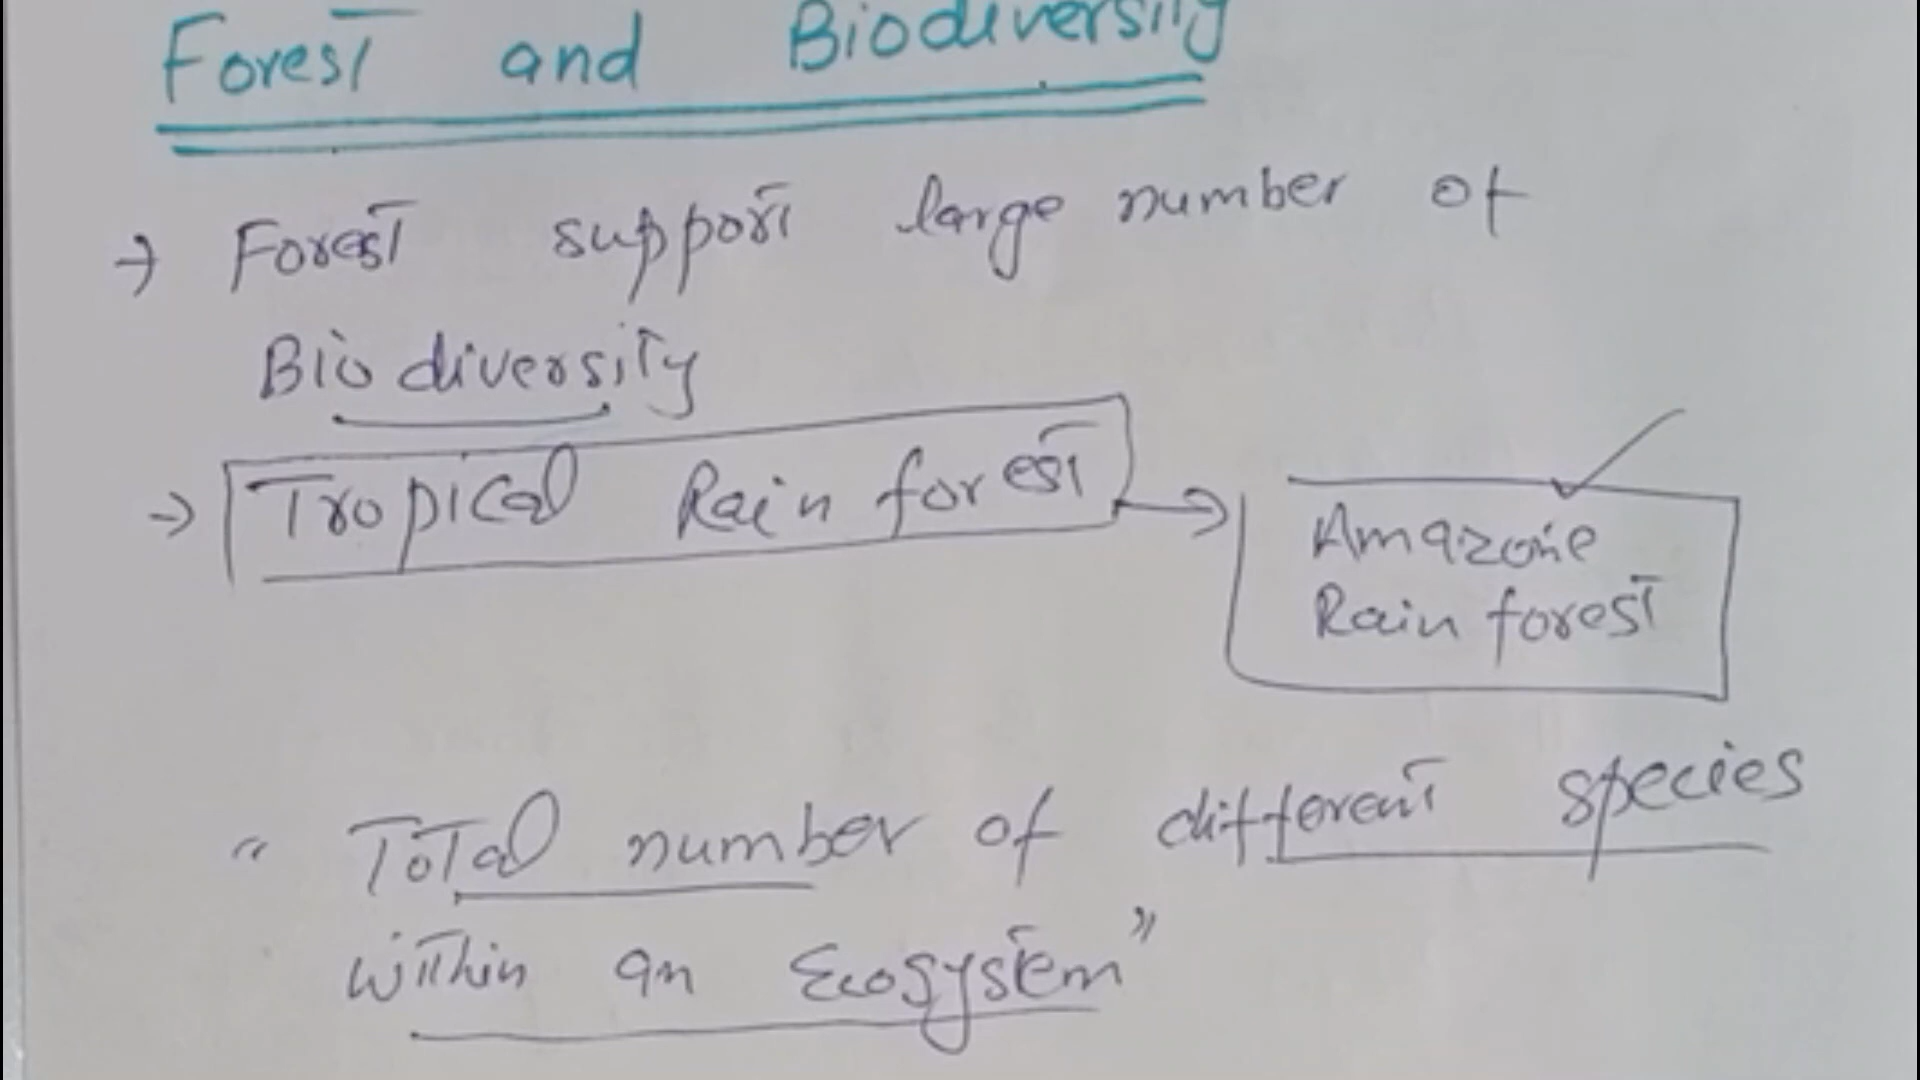 Forest and Biodiversity
→ Forest support large number of
Biodiversity
→ Tropical Rain forest →
Amazone
Rain forest
" Total number of different species
within an Ecosystem"